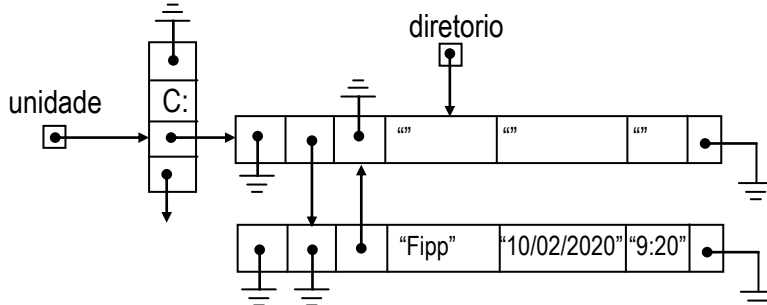 diretorio
unidade
C:
“” “” “”
“Fipp” “10/02/2020” “9:20”